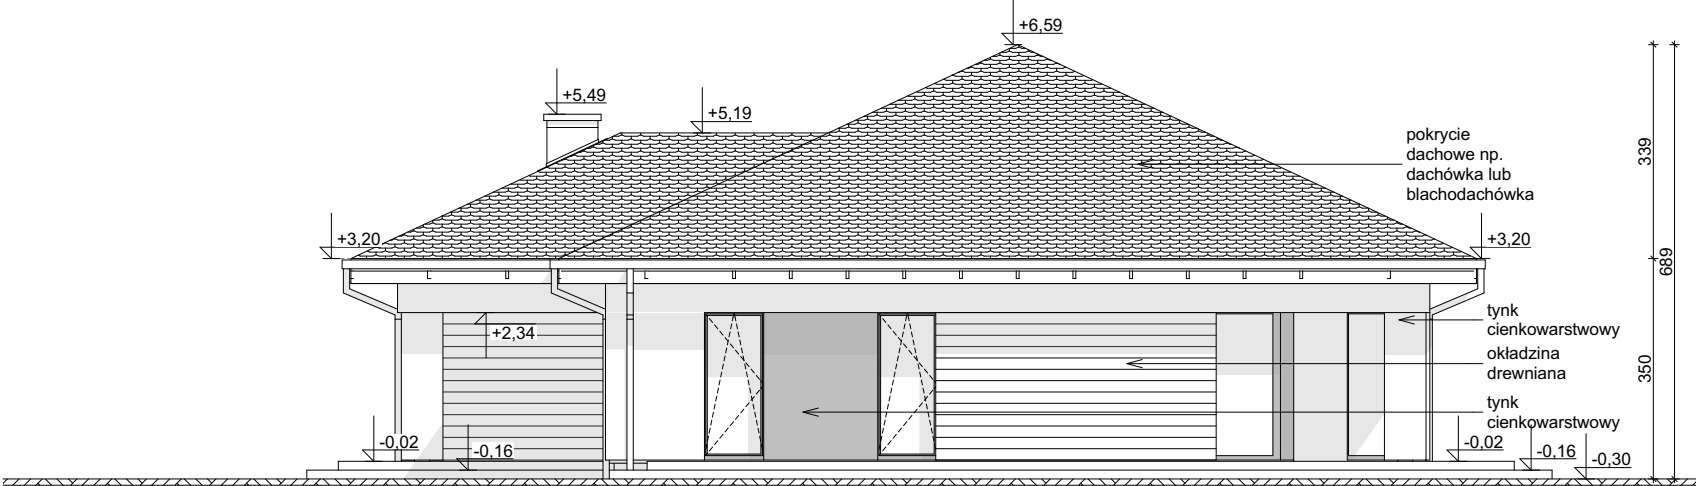 +6,59
+5,49
+5,19
pokrycie
dachowe np.
dachówka lub
blachodachówka
339
+3,20
+3,20
689
tynk
cienkowarstwowy
+2,34
okładzina
drewniana
350
tynk
cienkowarstwowy
-0,02
-0,16
-0,02
-0,16
-0,30